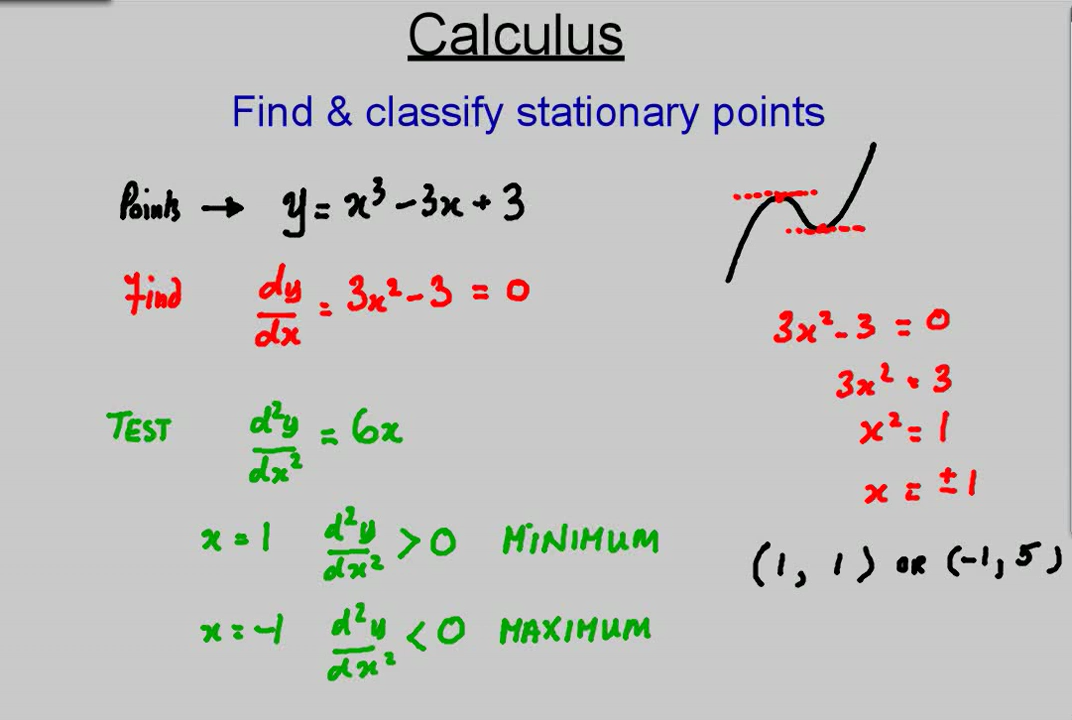 Calculus
Find & classify stationary points
Points → y = x³ - 3x + 3
Find dy/dx = 3x² - 3 = 0
3x² - 3 = 0
3x² = 3
x² = 1
x = ± 1
(1, 1) OR (-1, 5)
TEST d²y/dx² = 6x
x = 1 d²y/dx² > 0 MINIMUM
x = -1 d²y/dx² < 0 MAXIMUM